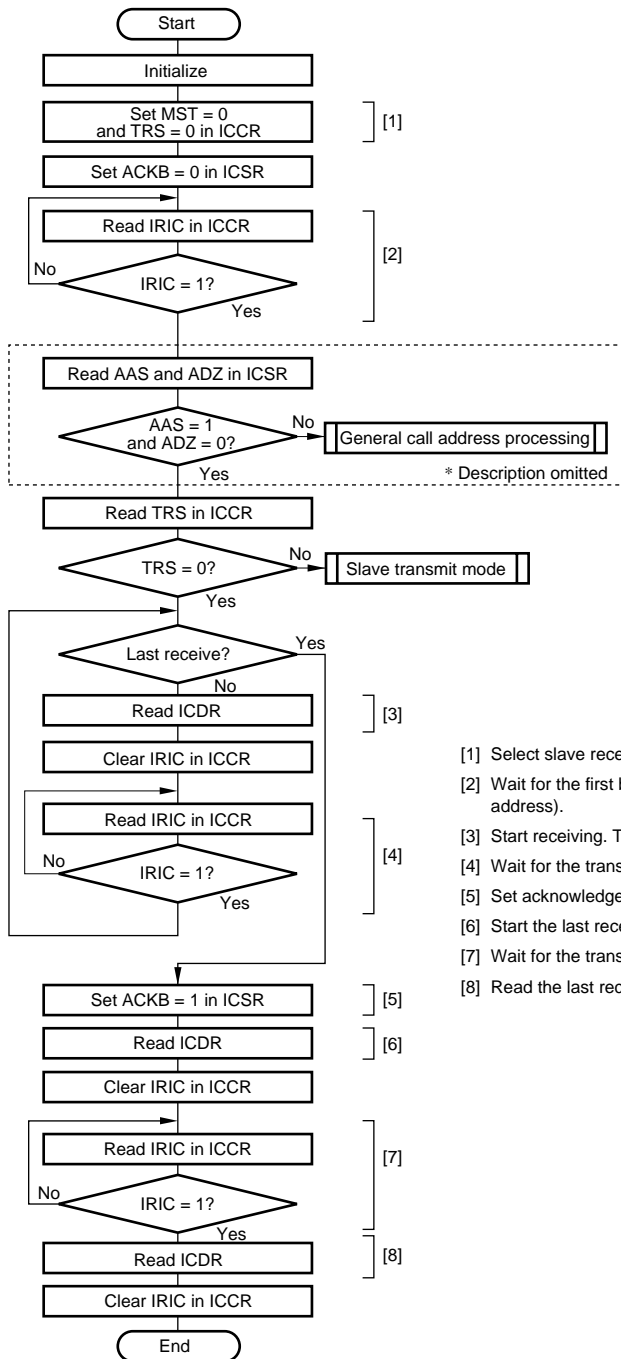 Start
Initialize
Set MST = 0
and TRS = 0 in ICCR
[1]
Set ACKB = 0 in ICSR
Read IRIC in ICCR
[2]
No
IRIC = 1?
Yes
Read AAS and ADZ in ICSR
AAS = 1
and ADZ = 0?
No
General call address processing
Yes
* Description omitted
Read TRS in ICCR
TRS = 0?
No
Slave transmit mode
Yes
Last receive?
Yes
No
Read ICDR
[3]
Clear IRIC in ICCR
Read IRIC in ICCR
[4]
No
IRIC = 1?
Yes
[1] Select slave
[2] Wait for the first
address).
[3] Start receiving.
[4] Wait for the
[5] Set acknowledge
[6] Start the last
[7] Wait for the
[8] Read the last
Set ACKB = 1 in ICSR
[5]
Read ICDR
[6]
Clear IRIC in ICCR
Read IRIC in ICCR
[7]
No
IRIC = 1?
Yes
Read ICDR
[8]
Clear IRIC in ICCR
End